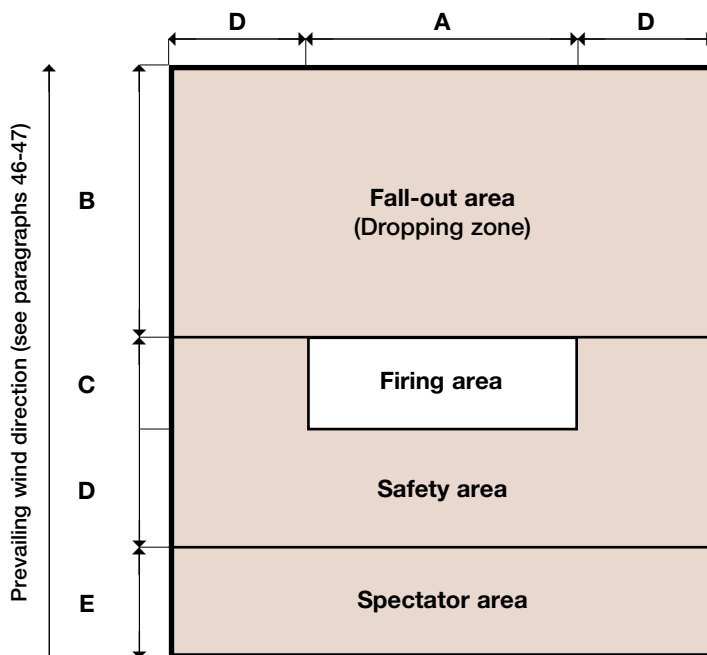 D A D
Prevailing wind direction (see paragraphs 46-47)
B
Fall-out area
(Dropping zone)
C
Firing area
D
Safety area
E
Spectator area